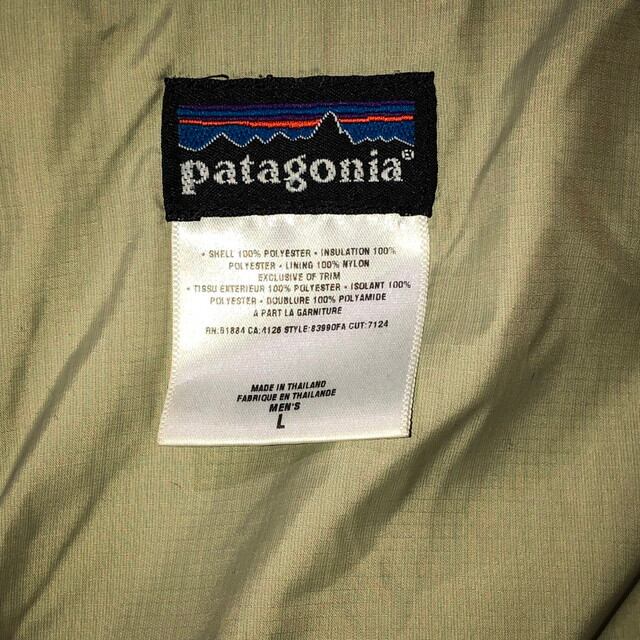 patagonia®
• SHELL 100% POLYESTER • INSULATION 100%
POLYESTER • LINING 100% NYLON
EXCLUSIVE OF TRIM
• TISSU EXTERIEUR 100% POLYESTER • ISOLANT 100%
POLYESTER • DOUBLURE 100% POLYAMIDE
A PART LA GARNITURE
RN:51884 CA:4126 STYLE:83990FA CUT:7124
MADE IN THAILAND
FABRIQUE EN THAILANDE
MEN'S
L